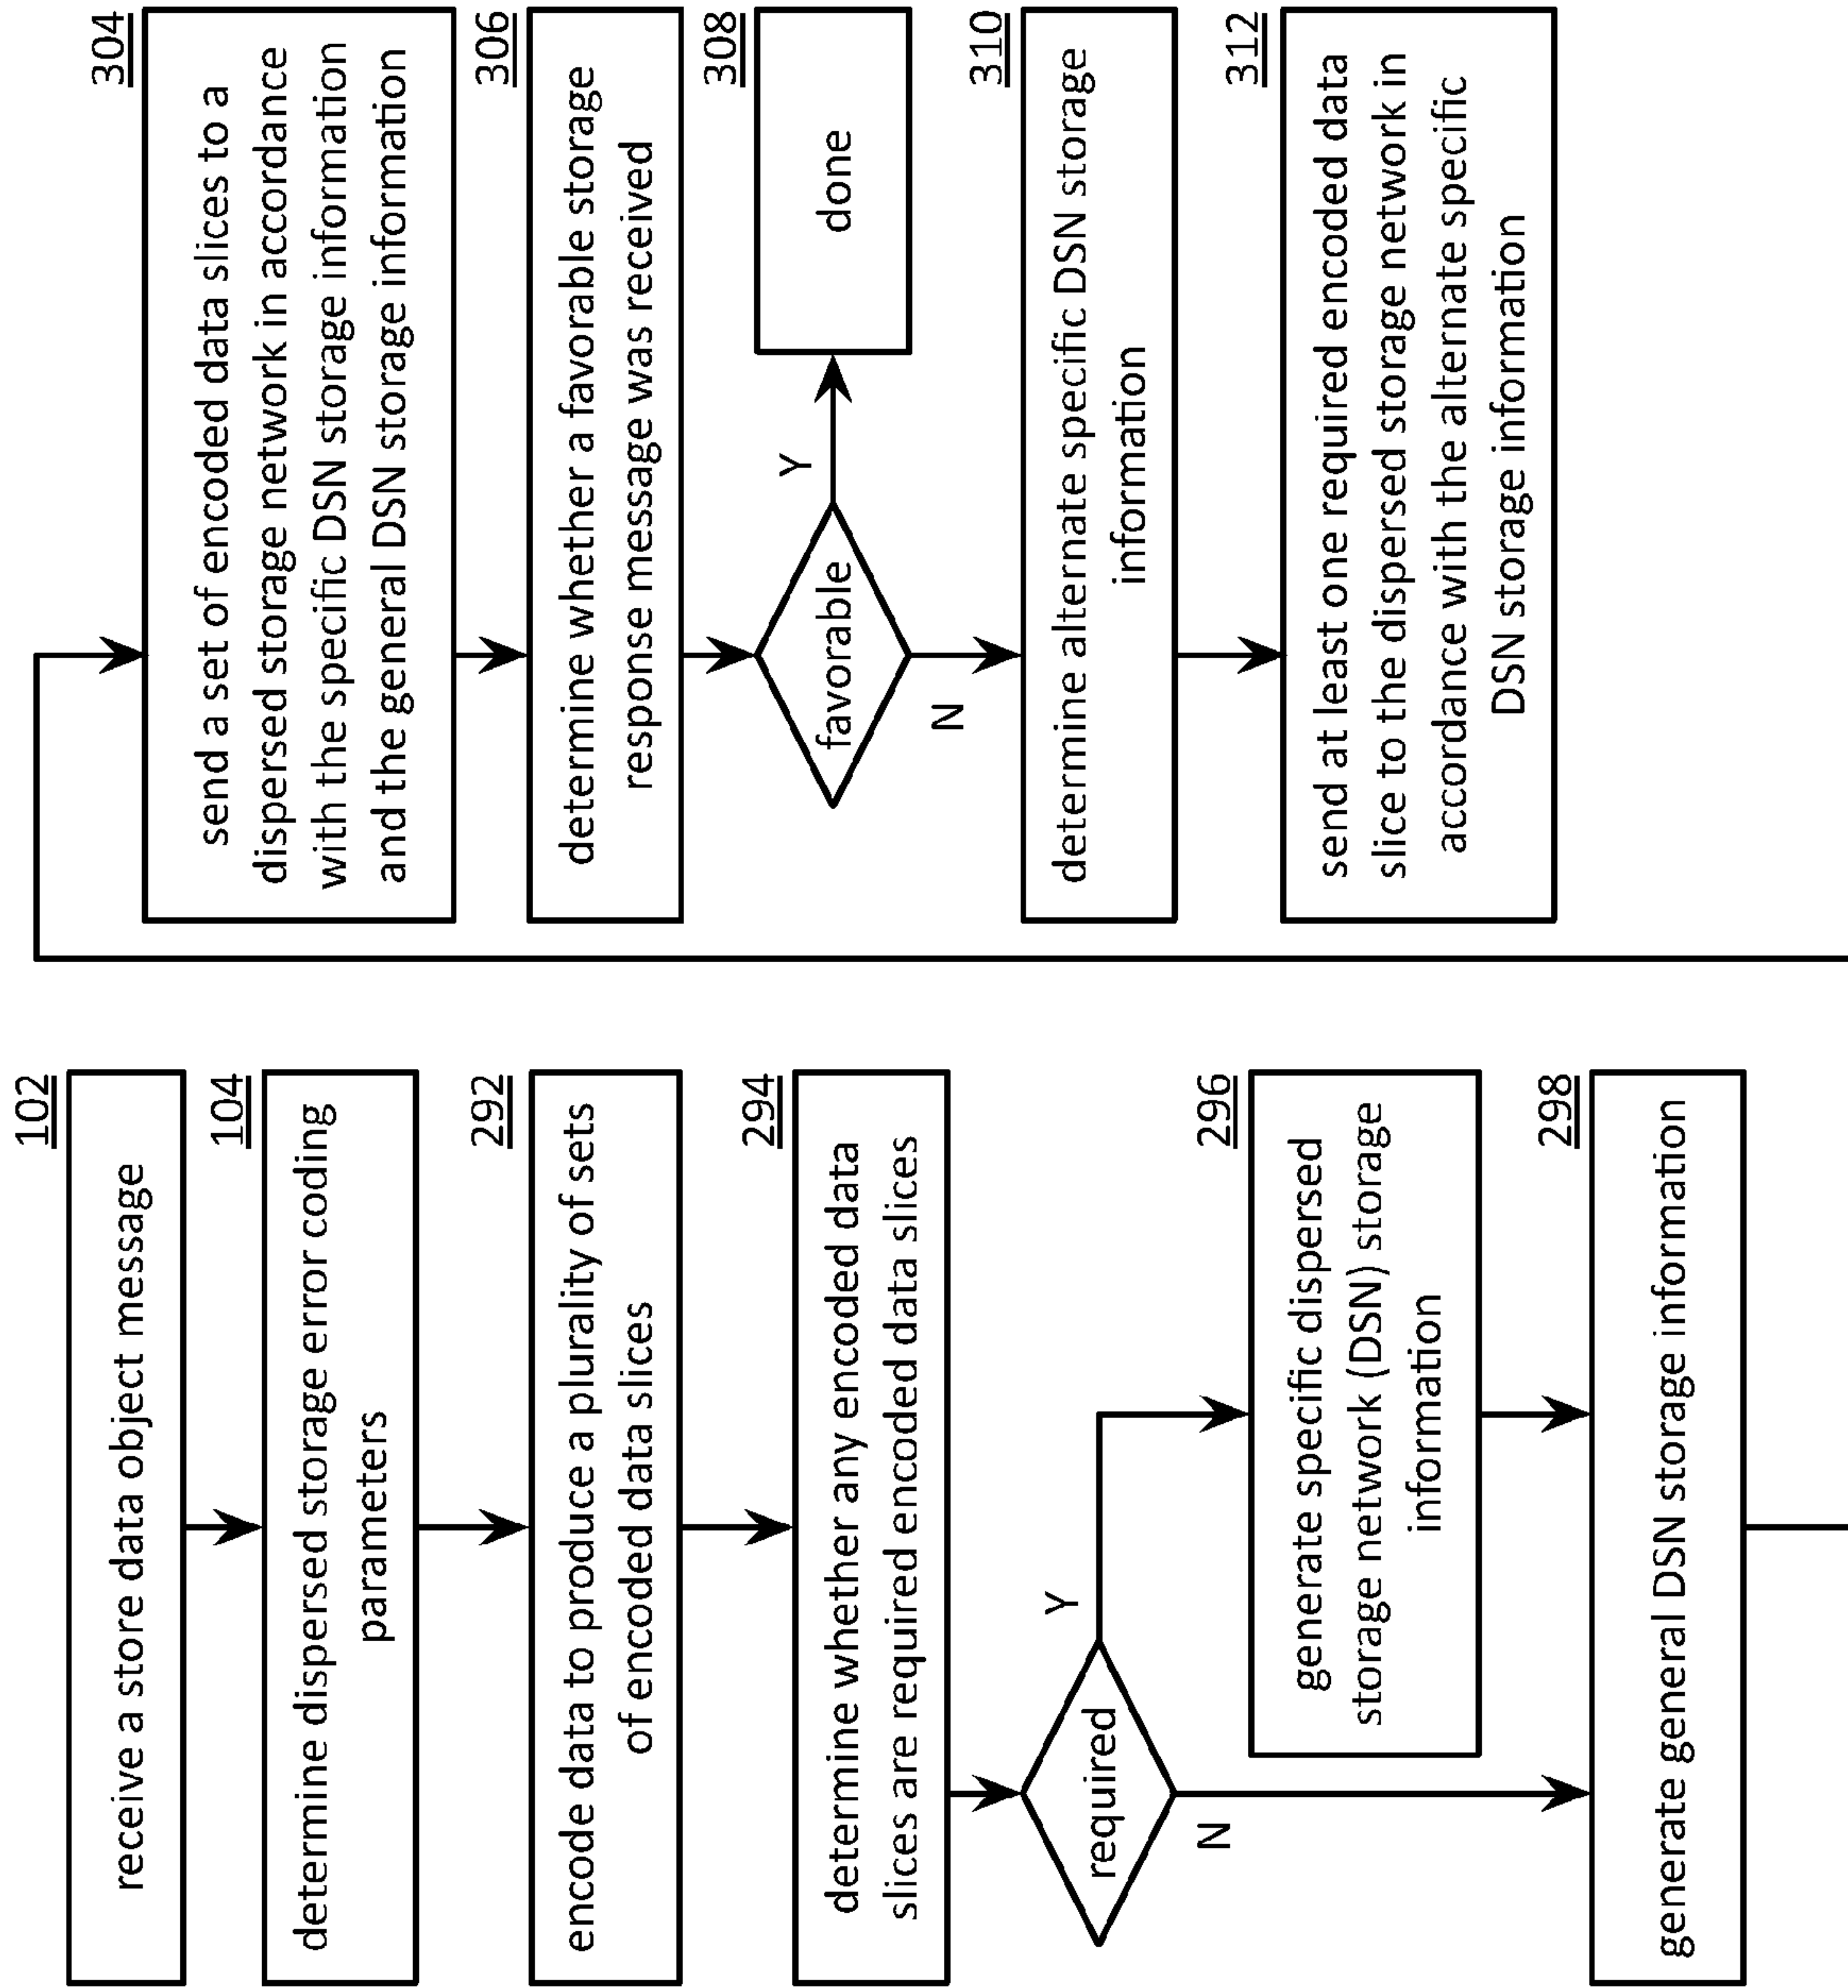 102
receive a store data object message
104
determine dispersed storage error coding
parameters
292
encode data to produce a plurality of sets
of encoded data slices
294
determine whether any encoded data
slices are required encoded data slices
required
Y
N
296
generate specific dispersed
storage network (DSN) storage
information
298
generate general DSN storage information
304
send a set of encoded data slices to a
dispersed storage network in accordance
with the specific DSN storage information
and the general DSN storage information
306
determine whether a favorable storage
response message was received
favorable
Y
N
308
done
310
determine alternate specific DSN storage
information
312
send at least one required encoded data
slice to the dispersed storage network in
accordance with the alternate specific
DSN storage information